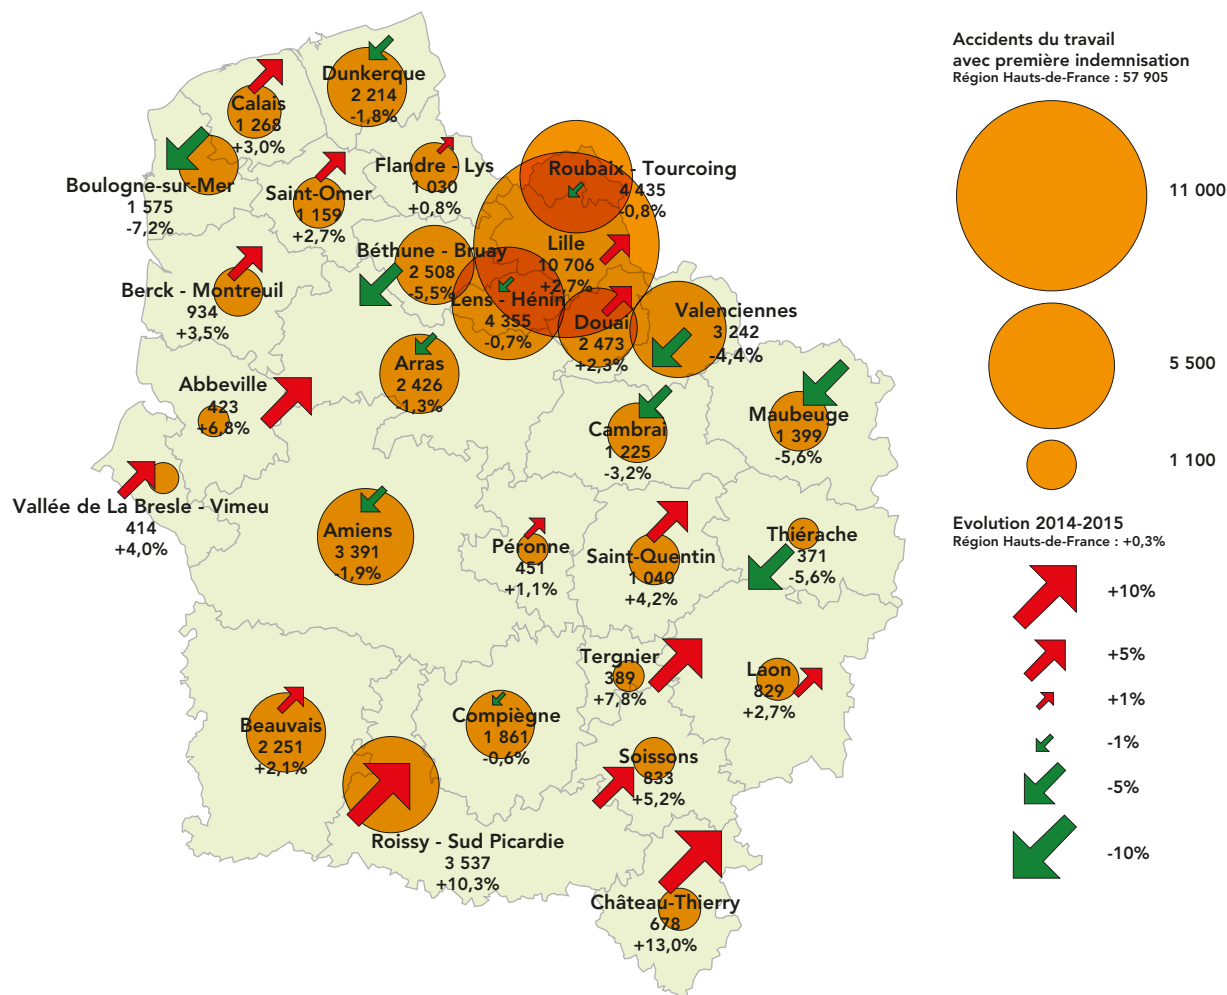 Dunkerque
2 214
-1,8%
Calais
1 268
+3,0%
Boulogne-sur-Mer
1 575
-7,2%
Saint-Omer
1 159
+2,7%
Flandre - Lys
1 030
+0,8%
Roubaix - Tourcoing
4 435
-0,8%
Lille
10 706
+2,7%
Béthune - Bruay
2 508
-5,5%
Lens - Hénin
4 355
-0,7%
Douai
2 473
+2,3%
Valenciennes
3 242
-4,4%
Berck - Montreuil
934
+3,5%
Arras
2 426
-1,3%
Abbeville
423
+6,8%
Cambrai
1 225
-3,2%
Maubeuge
1 399
-5,6%
Vallée de La Bresle - Vimeu
414
+4,0%
Amiens
3 391
-1,9%
Péronne
451
+1,1%
Saint-Quentin
1 040
+4,2%
Thiérache
371
-5,6%
Tergnier
389
+7,8%
Laon
829
+2,7%
Beauvais
2 251
+2,1%
Compiègne
1 861
-0,6%
Soissons
833
+5,2%
Roissy - Sud Picardie
3 537
+10,3%
Château-Thierry
678
+13,0%
Accidents du travail
avec première indemnisation
Région Hauts-de-France : 57 905
11 000
5 500
1 100
Evolution 2014-2015
Région Hauts-de-France : +0,3%
+10%
+5%
+1%
-1%
-5%
-10%